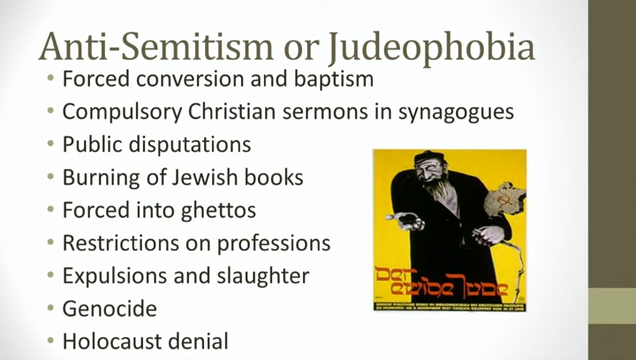 Anti-Semitism or Judeophobia
• Forced conversion and baptism
• Compulsory Christian sermons in synagogues
• Public disputations
• Burning of Jewish books
• Forced into ghettos
• Restrictions on professions
• Expulsions and slaughter
• Genocide
• Holocaust denial
Der
ewige Jude